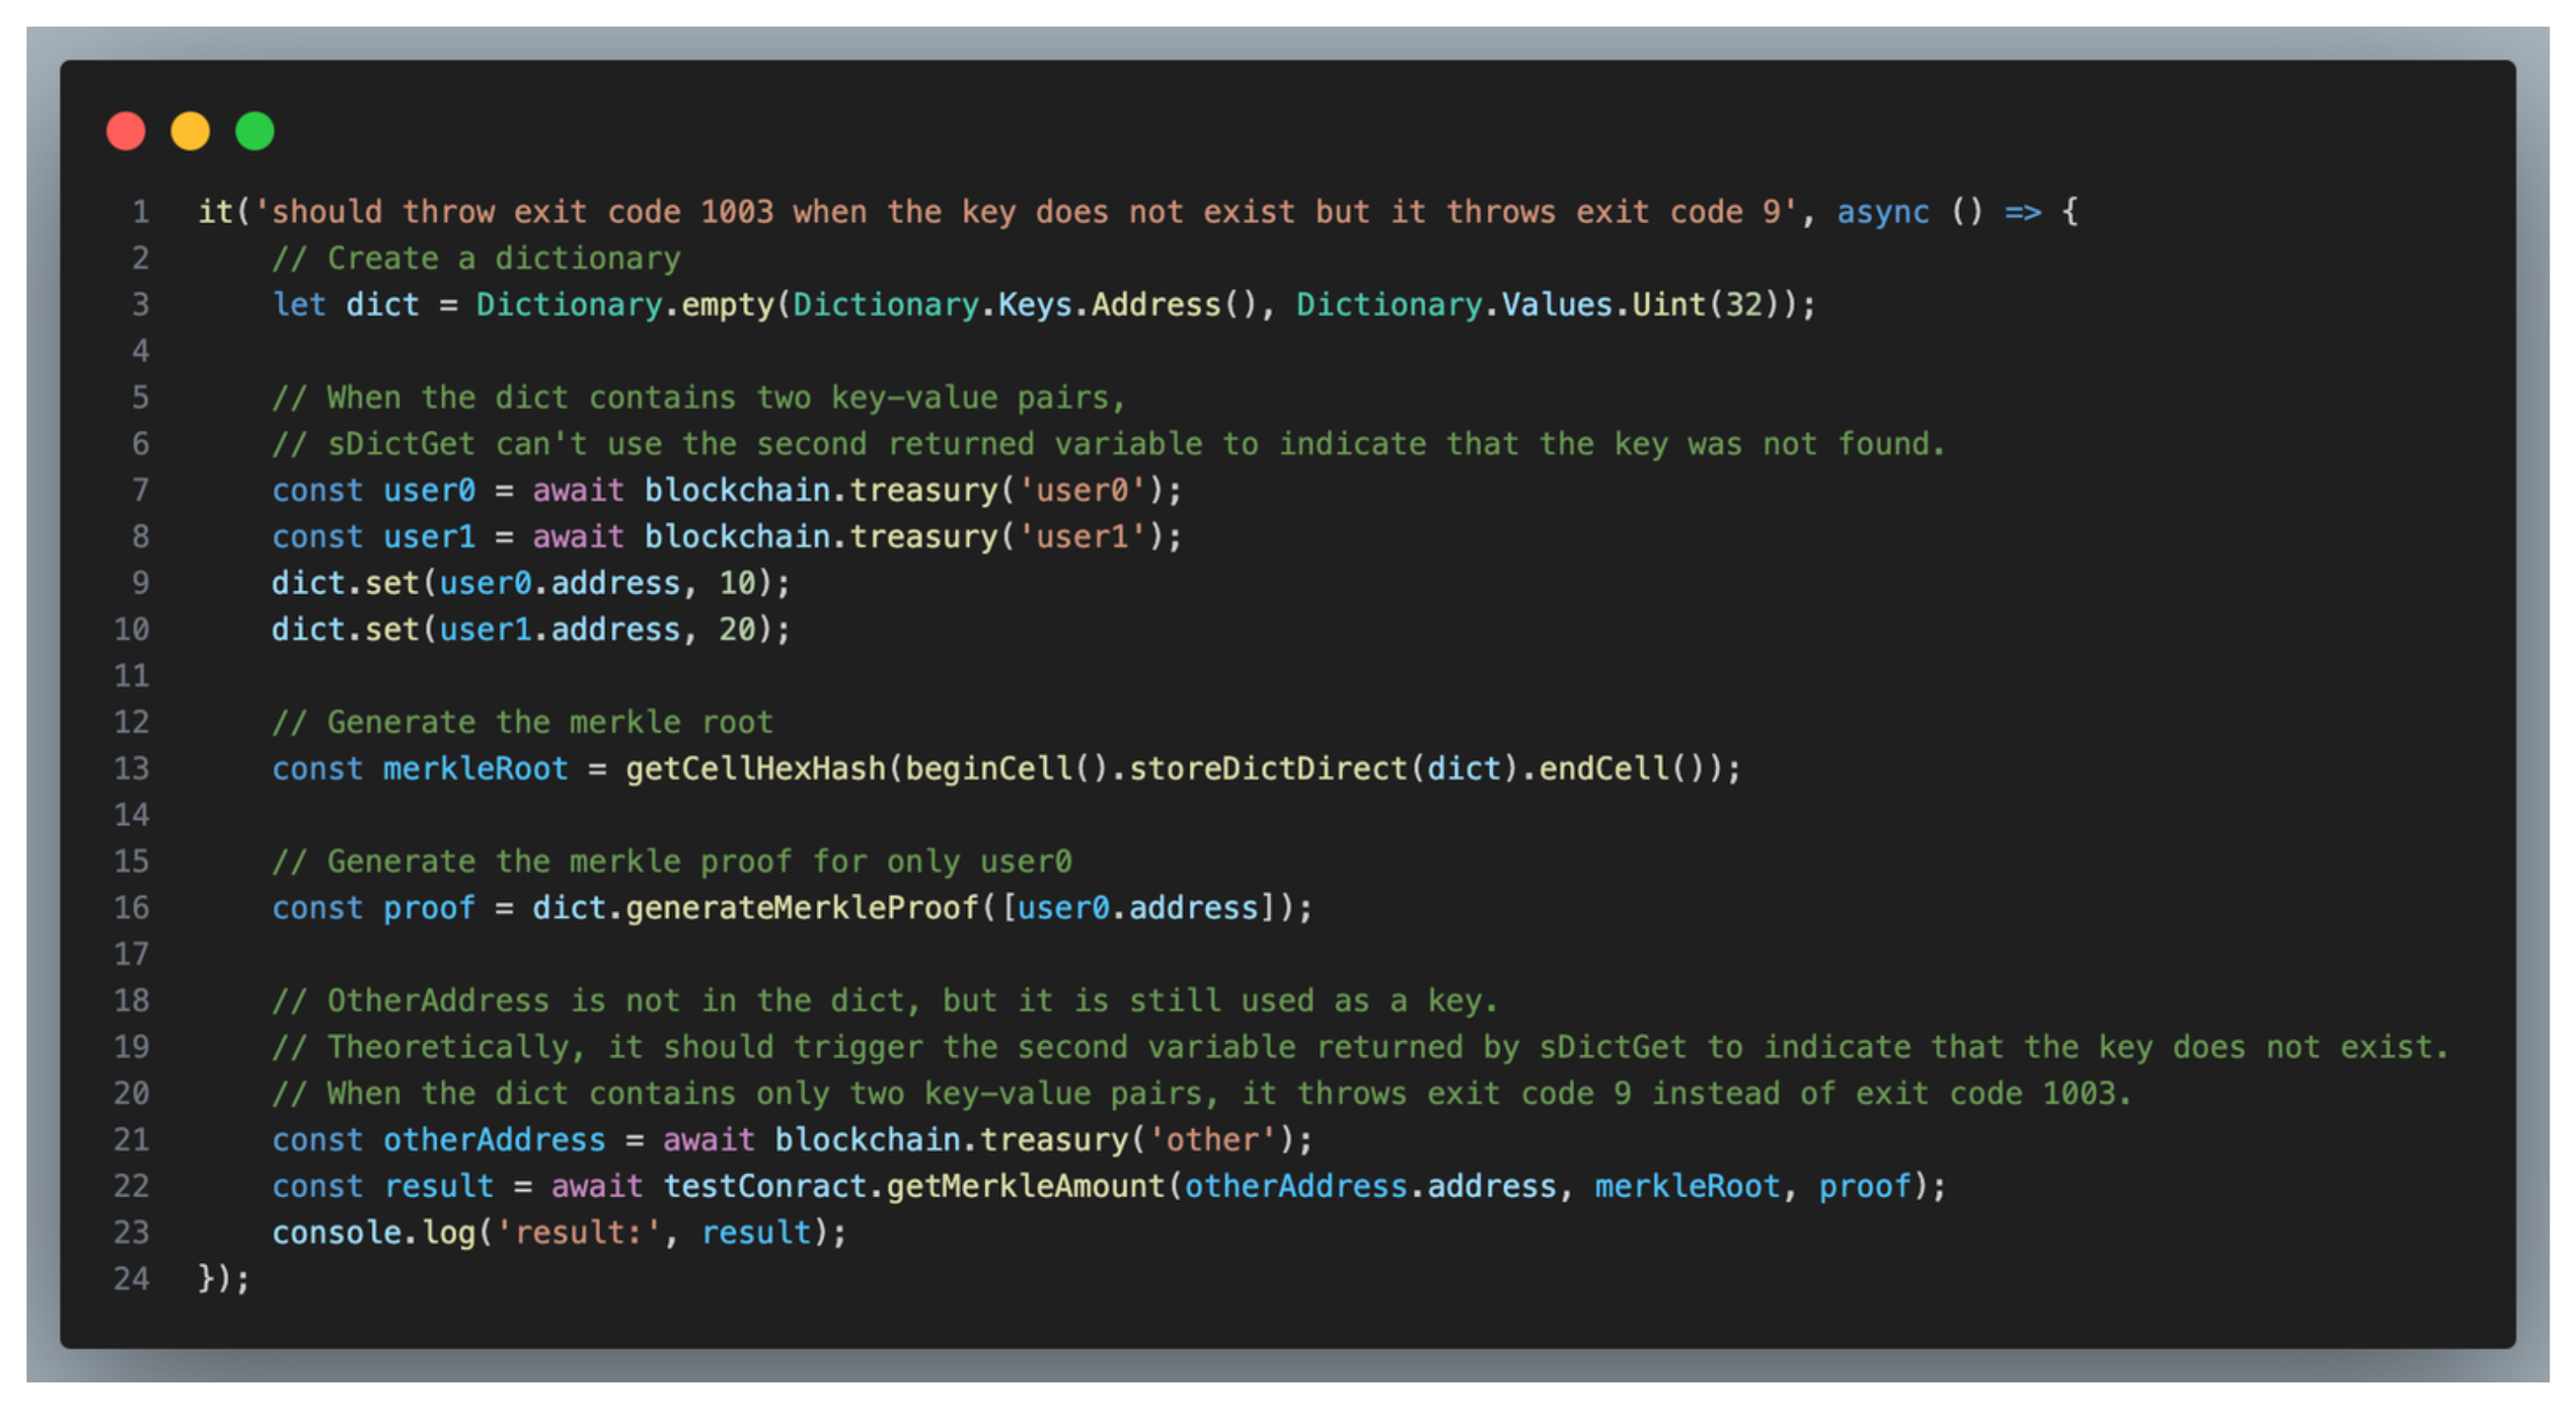 1 it('should throw exit code 1003 when the key does not exist but it throws exit code 9', async () => {
2 // Create a dictionary
3 let dict = Dictionary.empty(Dictionary.Keys.Address(), Dictionary.Values.Uint(32));
4
5 // When the dict contains two key-value pairs,
6 // sDictGet can't use the second returned variable to indicate that the key was not found.
7 const user0 = await blockchain.treasury('user0');
8 const user1 = await blockchain.treasury('user1');
9 dict.set(user0.address, 10);
10 dict.set(user1.address, 20);
11
12 // Generate the merkle root
13 const merkleRoot = getCellHexHash(beginCell().storeDictDirect(dict).endCell());
14
15 // Generate the merkle proof for only user0
16 const proof = dict.generateMerkleProof([user0.address]);
17
18 // OtherAddress is not in the dict, but it is still used as a key.
19 // Theoretically, it should trigger the second variable returned by sDictGet to indicate that the key does not exist.
20 // When the dict contains only two key-value pairs, it throws exit code 9 instead of exit code 1003.
21 const otherAddress = await blockchain.treasury('other');
22 const result = await testConract.getMerkleAmount(otherAddress.address, merkleRoot, proof);
23 console.log('result:', result);
24 });